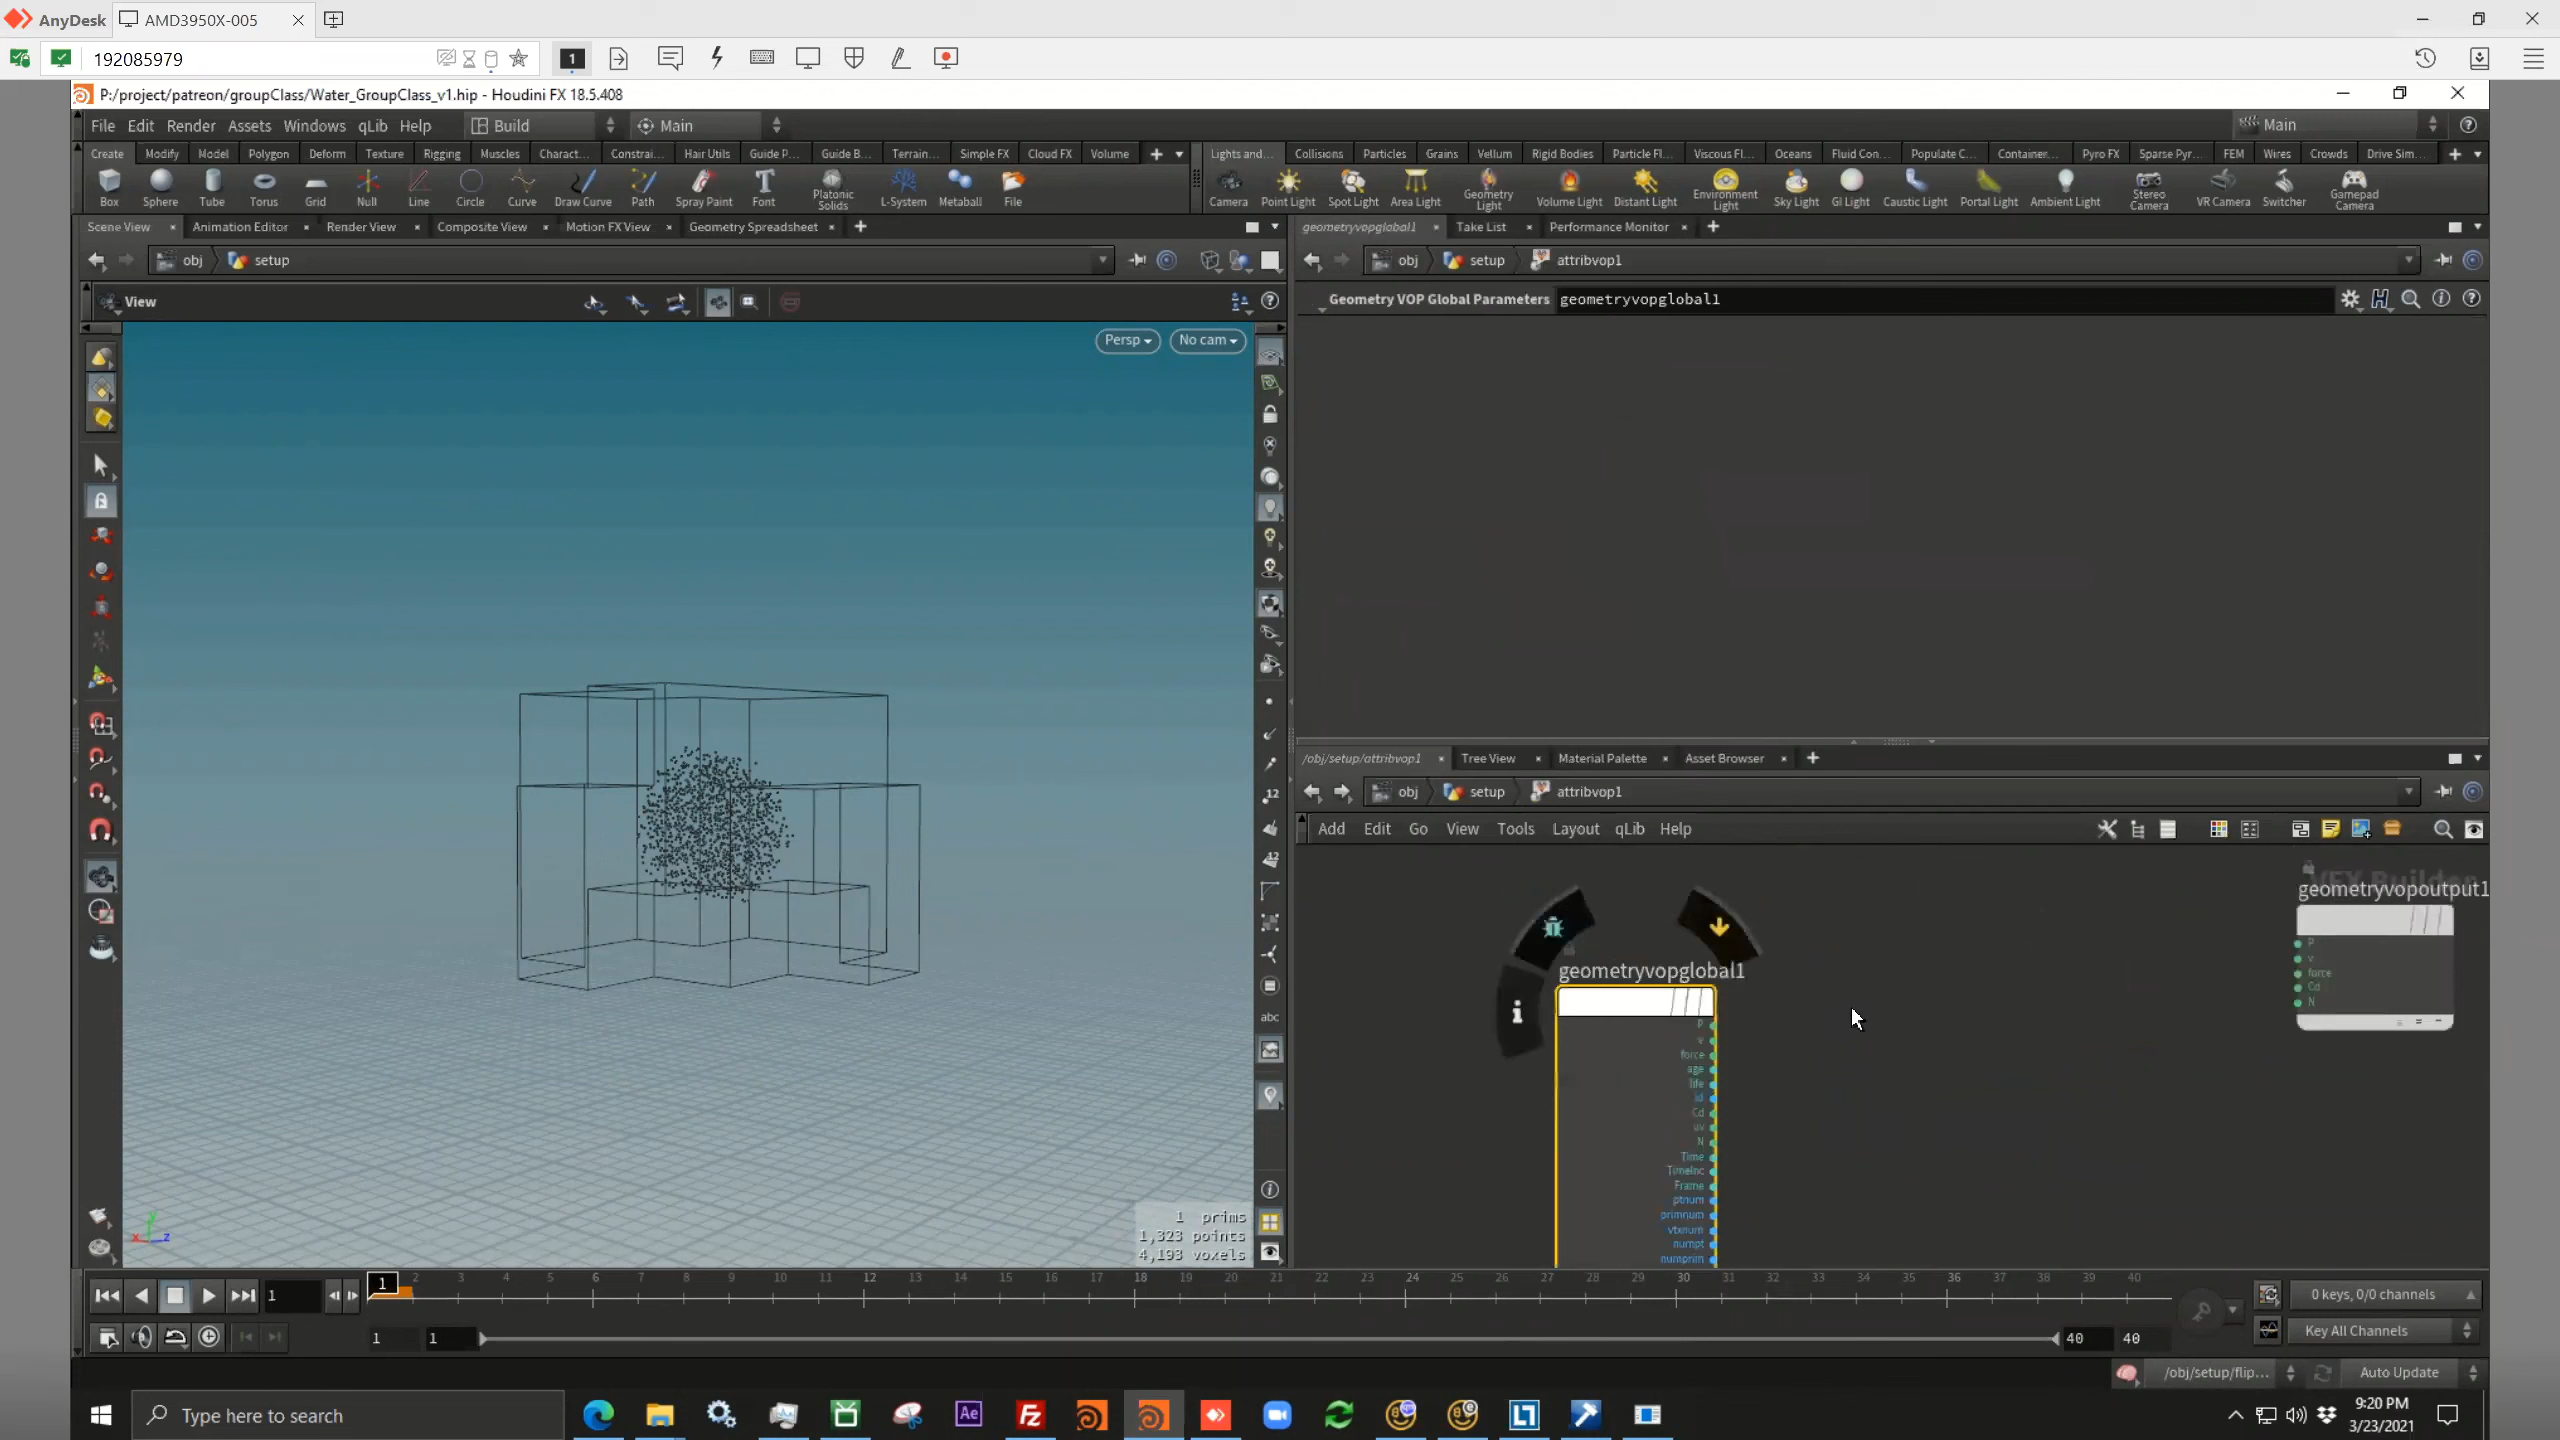 AnyDesk AMD3950X-005
192085979 1
P:/project/patreon/groupClass/Water_GroupClass_v1.hip - Houdini FX 18.5.408
File Edit Render Assets Windows qLib Help Build Main Main
Create Modify Model Polygon Deform Texture Rigging Muscles Charact... Constrai... Hair Utils Guide P... Guide B... Terrain... Simple FX Cloud FX Volume
Lights and... Collisions Particles Grains Vellum Rigid Bodies Particle Fl... Viscous Fl... Oceans Fluid Con... Populate C... Container... Pyro FX Sparse Pyr... FEM Wires Crowds Drive Sim...
Box Sphere Tube Torus Grid Null Line Circle Curve Draw Curve Path Spray Paint Font Platonic Solids L-System Metaball File
Camera Point Light Spot Light Area Light Geometry Light Volume Light Distant Light Environment Light Sky Light GI Light Caustic Light Portal Light Ambient Light Stereo Camera VR Camera Switcher Gamepad Camera
Scene View Animation Editor Render View Composite View Motion FX View Geometry Spreadsheet
geometryvopglobal1 Take List Performance Monitor
obj setup
obj setup attribvop1
View
Geometry VOP Global Parameters geometryvopglobal1
Persp No cam
/obj/setup/attribvop1 Tree View Material Palette Asset Browser
obj setup attribvop1
Add Edit Go View Tools Layout qLib Help
VEX Builder
geometryvopoutput1
P
v
force
Cd
N
geometryvopglobal1
P
v
force
age
life
id
Cd
uv
N
Time
TimeInc
Frame
ptnum
primnum
vtxnum
numpt
numprim
12
12
abc
1 prims
1,323 points
4,193 voxels
x y z
1 1 2 3 4 5 6 7 8 9 10 11 12 13 14 15 16 17 18 19 20 21 22 23 24 25 26 27 28 29 30 31 32 33 34 35 36 37 38 39 40
0 keys, 0/0 channels
1 1 40 40
Key All Channels
/obj/setup/flip... Auto Update
Type here to search
Ae
9:20 PM
3/23/2021